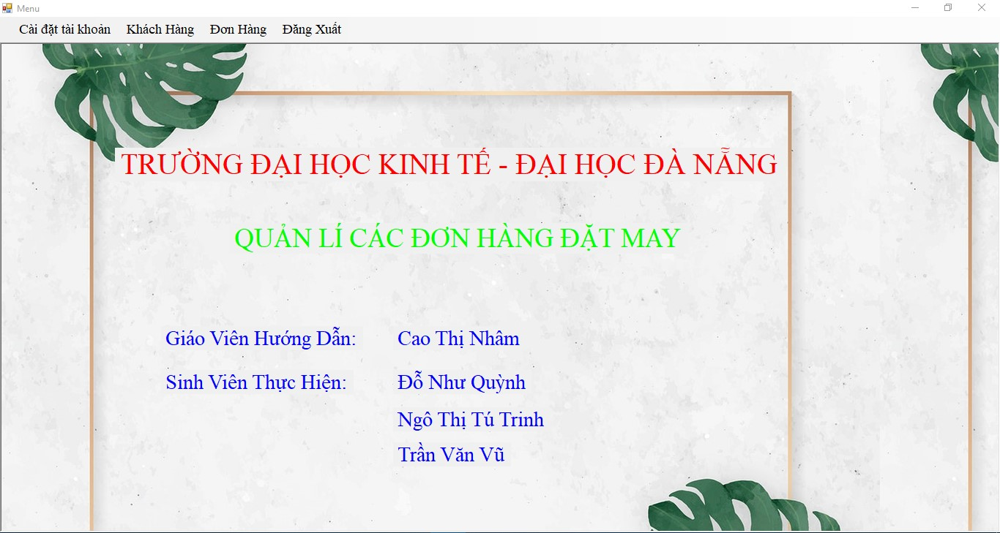 Menu
Cài đặt tài khoản Khách Hàng Đơn Hàng Đăng Xuất
TRƯỜNG ĐẠI HỌC KINH TẾ - ĐẠI HỌC ĐÀ NẴNG
QUẢN LÍ CÁC ĐƠN HÀNG ĐẶT MAY
Giáo Viên Hướng Dẫn: Cao Thị Nhâm
Sinh Viên Thực Hiện: Đỗ Như Quỳnh
Ngô Thị Tú Trinh
Trần Văn Vũ